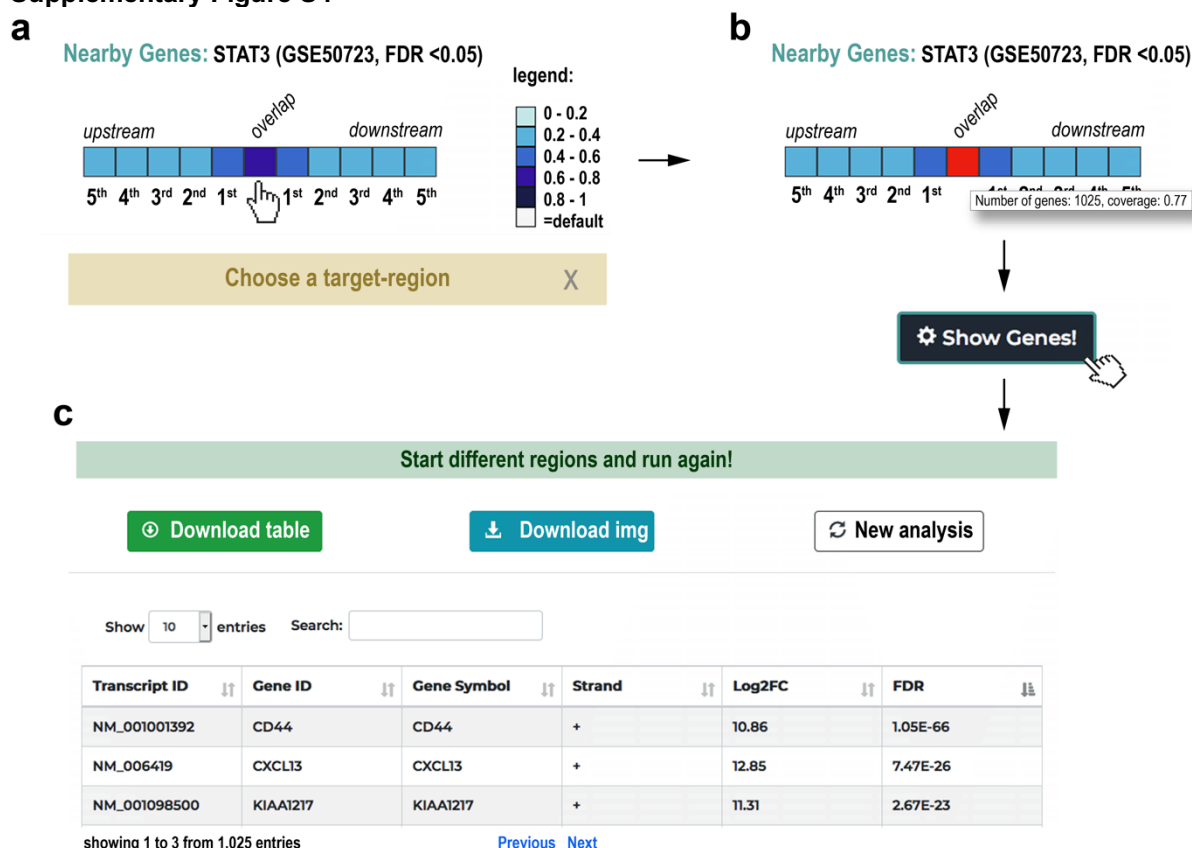 a
Nearby Genes: STAT3 (GSE50723, FDR <0.05)
legend:
0 - 0.2
0.2 - 0.4
0.4 - 0.6
0.6 - 0.8
0.8 - 1
=default
upstream overlap downstream
5th 4th 3rd 2nd 1st 1st 2nd 3rd 4th 5th
Choose a target-region X
b
Nearby Genes: STAT3 (GSE50723, FDR <0.05)
upstream overlap downstream
5th 4th 3rd 2nd 1st
Number of genes: 1025, coverage: 0.77
Show Genes!
c
Start different regions and run again!
Download table Download img New analysis
Show 10 entries Search:
Transcript ID Gene ID Gene Symbol Strand Log2FC FDR
NM_001001392 CD44 CD44 + 10.86 1.05E-66
NM_006419 CXCL13 CXCL13 + 12.85 7.47E-26
NM_001098500 KIAA1217 KIAA1217 + 11.31 2.67E-23
showing 1 to 3 from 1.025 entries Previous Next